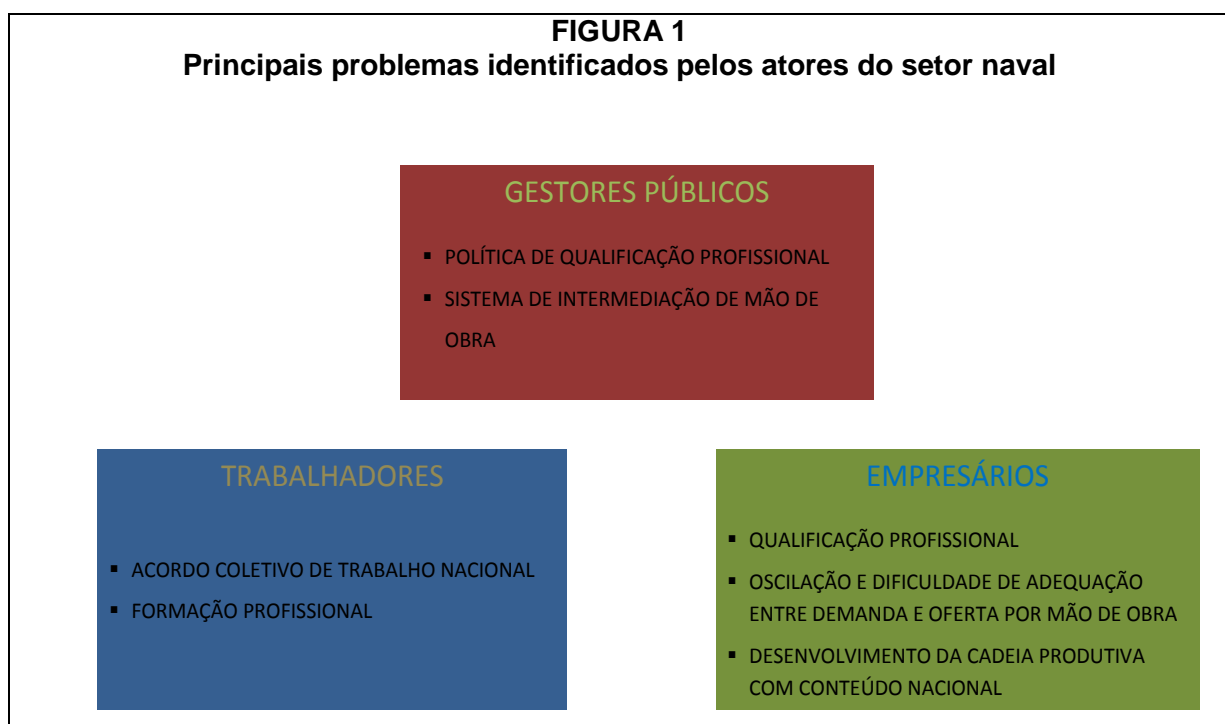 FIGURA 1
Principais problemas identificados pelos atores do setor naval
GESTORES PÚBLICOS
▪ POLÍTICA DE QUALIFICAÇÃO PROFISSIONAL
▪ SISTEMA DE INTERMEDIAÇÃO DE MÃO DE
OBRA
TRABALHADORES
▪ ACORDO COLETIVO DE TRABALHO NACIONAL
▪ FORMAÇÃO PROFISSIONAL
EMPRESÁRIOS
▪ QUALIFICAÇÃO PROFISSIONAL
▪ OSCILAÇÃO E DIFICULDADE DE ADEQUAÇÃO
ENTRE DEMANDA E OFERTA POR MÃO DE OBRA
▪ DESENVOLVIMENTO DA CADEIA PRODUTIVA
COM CONTEÚDO NACIONAL